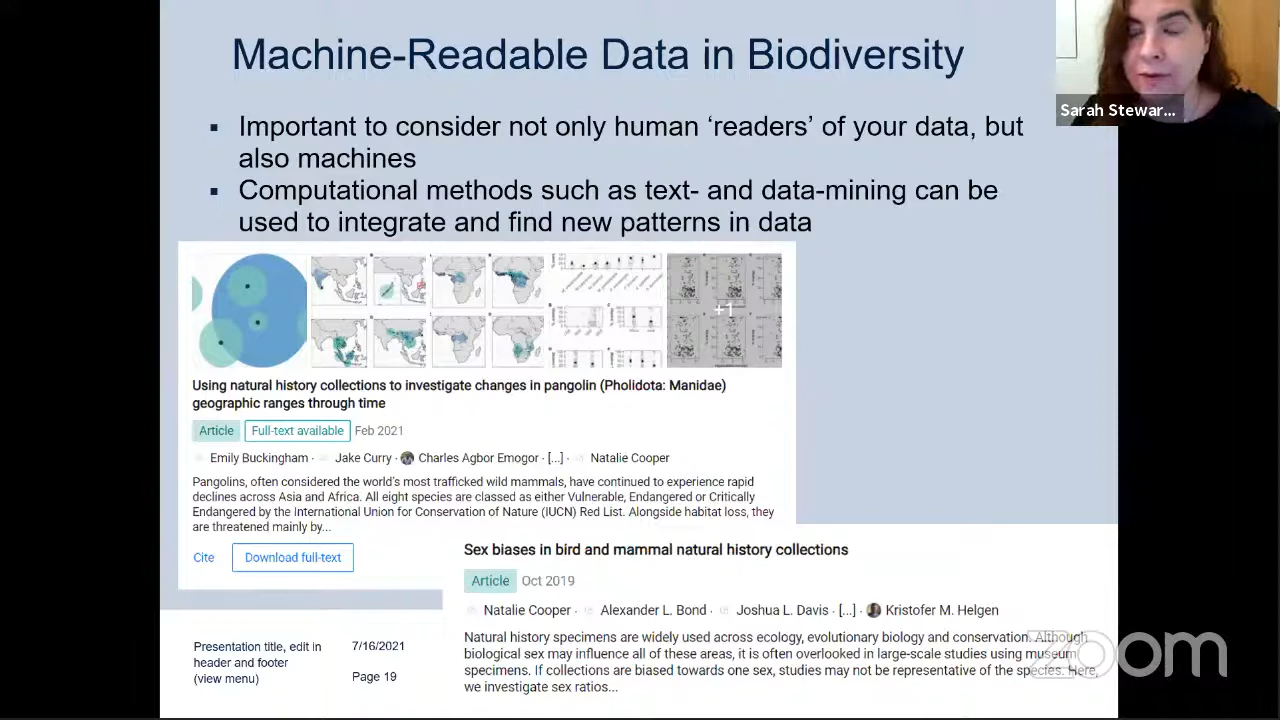 Machine-Readable Data in Biodiversity
Sarah Stewar...
▪ Important to consider not only human ‘readers’ of your data, but
also machines
▪ Computational methods such as text- and data-mining can be
used to integrate and find new patterns in data
+1
Using natural history collections to investigate changes in pangolin (Pholidota: Manidae)
geographic ranges through time
Article Full-text available Feb 2021
Emily Buckingham · Jake Curry · Charles Agbor Emogor · [...] · Natalie Cooper
Pangolins, often considered the world's most trafficked wild mammals, have continued to experience rapid
declines across Asia and Africa. All eight species are classed as either Vulnerable, Endangered or Critically
Endangered by the International Union for Conservation of Nature (IUCN) Red List. Alongside habitat loss, they
are threatened mainly by...
Cite Download full-text
Sex biases in bird and mammal natural history collections
Article Oct 2019
Natalie Cooper · Alexander L. Bond · Joshua L. Davis · [...] · Kristofer M. Helgen
Natural history specimens are widely used across ecology, evolutionary biology and conservation. Although
biological sex may influence all of these areas, it is often overlooked in large-scale studies using museum
specimens. If collections are biased towards one sex, studies may not be representative of the species. Here,
we investigate sex ratios...
Presentation title, edit in
header and footer
(view menu)
7/16/2021
Page 19
zoom